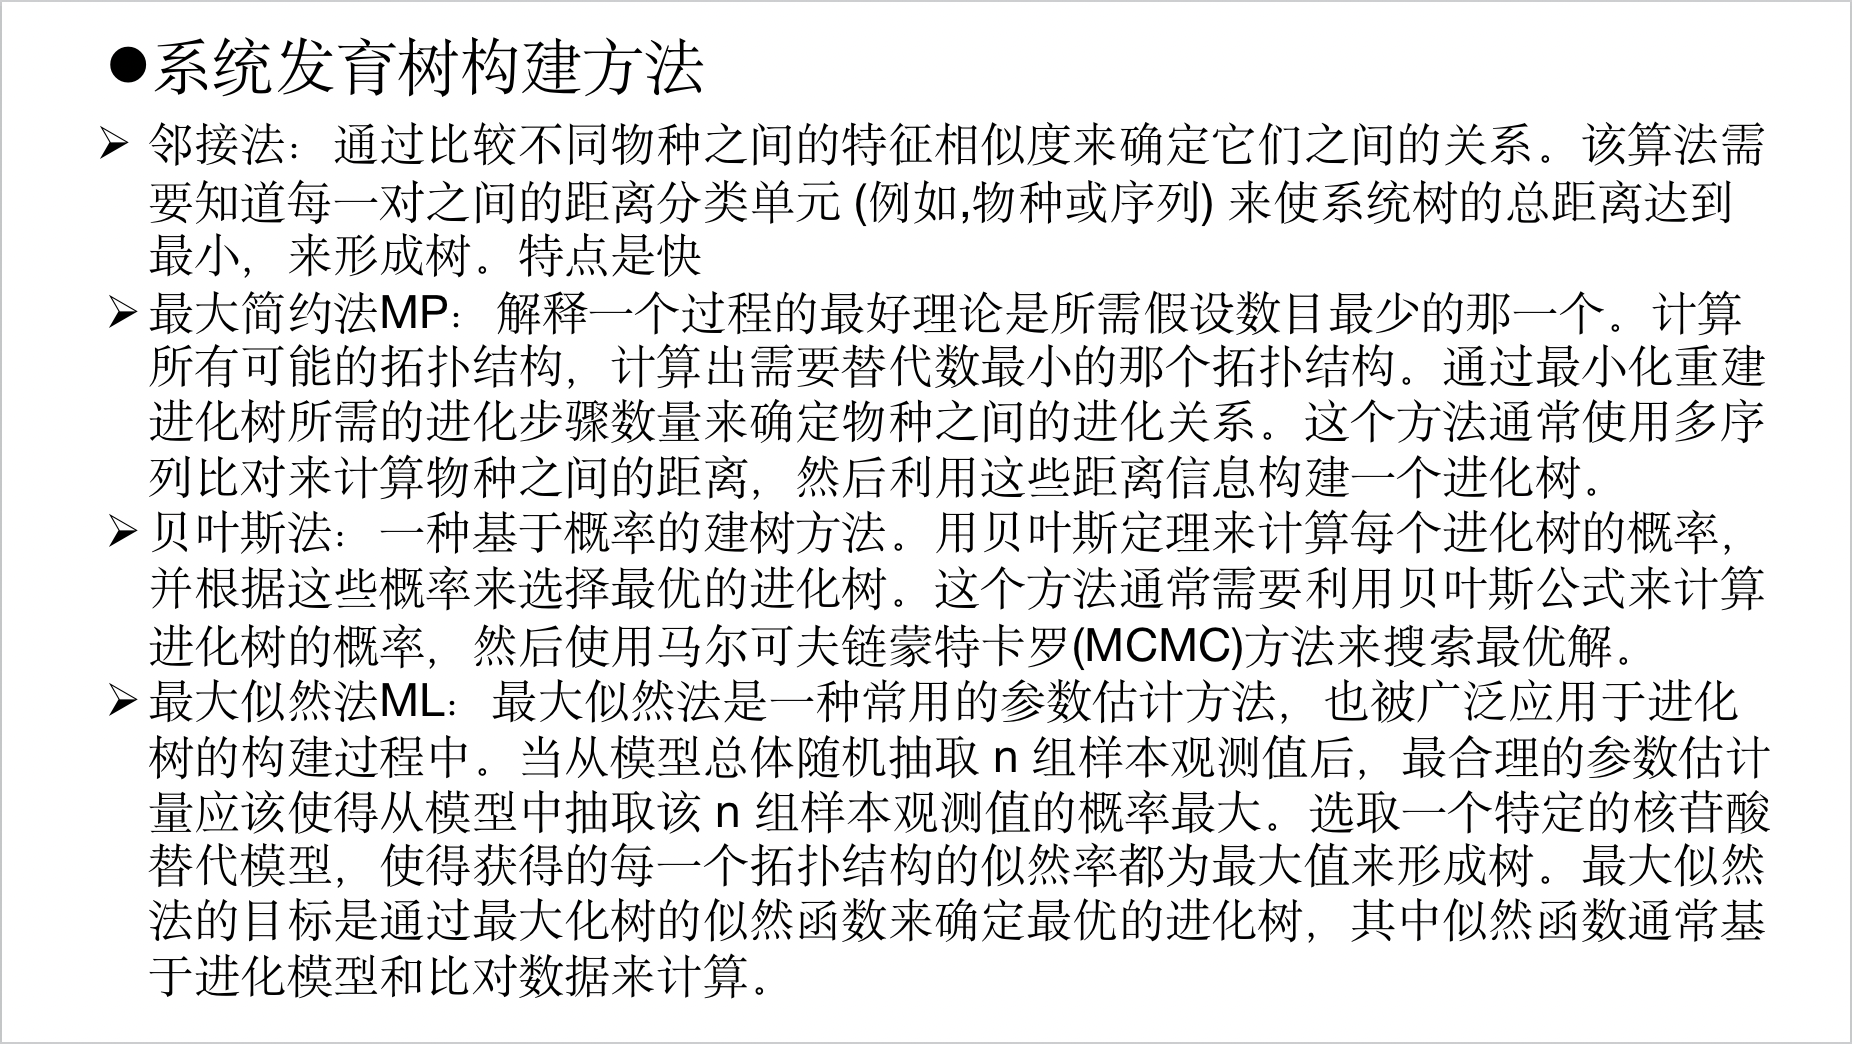 ●系统发育树构建方法
➢ 邻接法：通过比较不同物种之间的特征相似度来确定它们之间的关系。该算法需
要知道每一对之间的距离分类单元 (例如,物种或序列) 来使系统树的总距离达到
最小，来形成树。特点是快
➢ 最大简约法MP：解释一个过程的最好理论是所需假设数目最少的那一个。计算
所有可能的拓扑结构，计算出需要替代数最小的那个拓扑结构。通过最小化重建
进化树所需的进化步骤数量来确定物种之间的进化关系。这个方法通常使用多序
列比对来计算物种之间的距离，然后利用这些距离信息构建一个进化树。
➢ 贝叶斯法：一种基于概率的建树方法。用贝叶斯定理来计算每个进化树的概率，
并根据这些概率来选择最优的进化树。这个方法通常需要利用贝叶斯公式来计算
进化树的概率，然后使用马尔可夫链蒙特卡罗(MCMC)方法来搜索最优解。
➢ 最大似然法ML：最大似然法是一种常用的参数估计方法，也被广泛应用于进化
树的构建过程中。当从模型总体随机抽取 n 组样本观测值后，最合理的参数估计
量应该使得从模型中抽取该 n 组样本观测值的概率最大。选取一个特定的核苷酸
替代模型，使得获得的每一个拓扑结构的似然率都为最大值来形成树。最大似然
法的目标是通过最大化树的似然函数来确定最优的进化树，其中似然函数通常基
于进化模型和比对数据来计算。